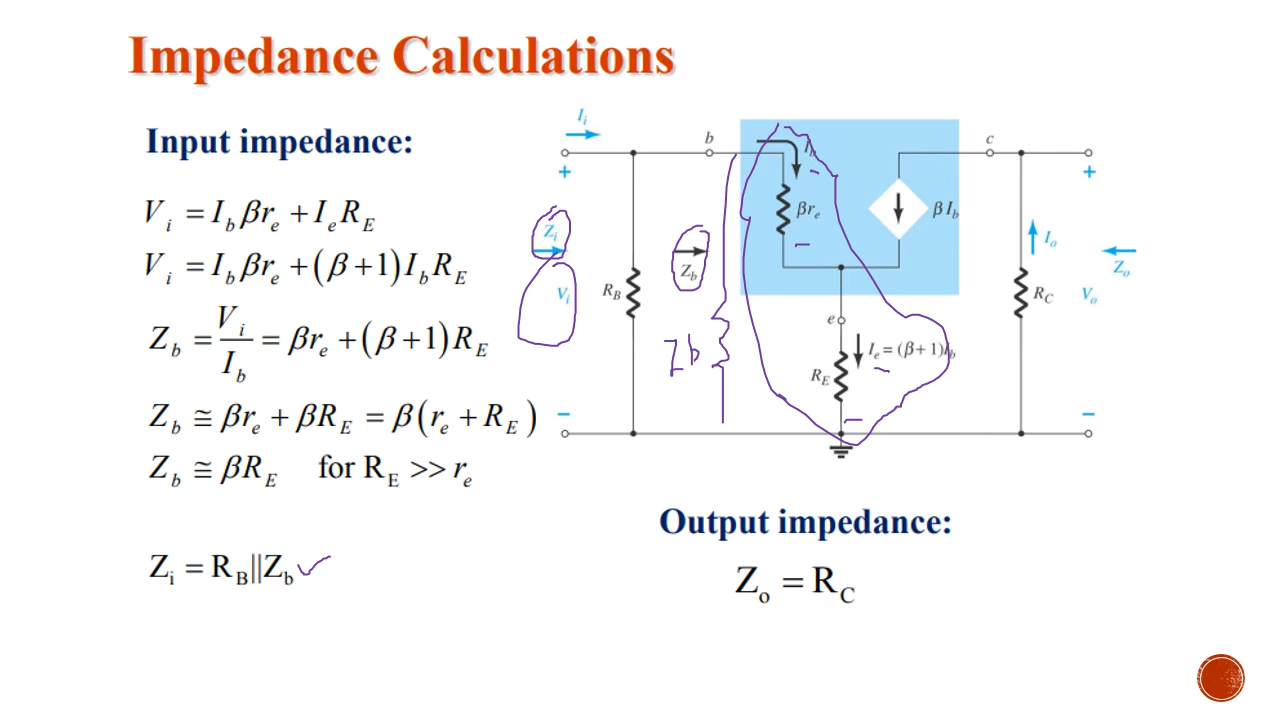 Impedance Calculations
Input impedance:
V_i = I_b βr_e + I_e R_E
V_i = I_b βr_e + (β + 1) I_b R_E
Z_b = V_i / I_b = βr_e + (β + 1) R_E
Z_b ≅ βr_e + βR_E = β(r_e + R_E)
Z_b ≅ βR_E for R_E >> r_e
Z_i = R_B||Z_b ✓
I_i
b
c
+
+
I_b
βr_e
βI_b
Z_i
Z_b
I_o
Z_o
V_i
R_B
R_C
V_o
e
I_e = (β + 1)I_b
Zb
R_E
−
−
Output impedance:
Z_o = R_C